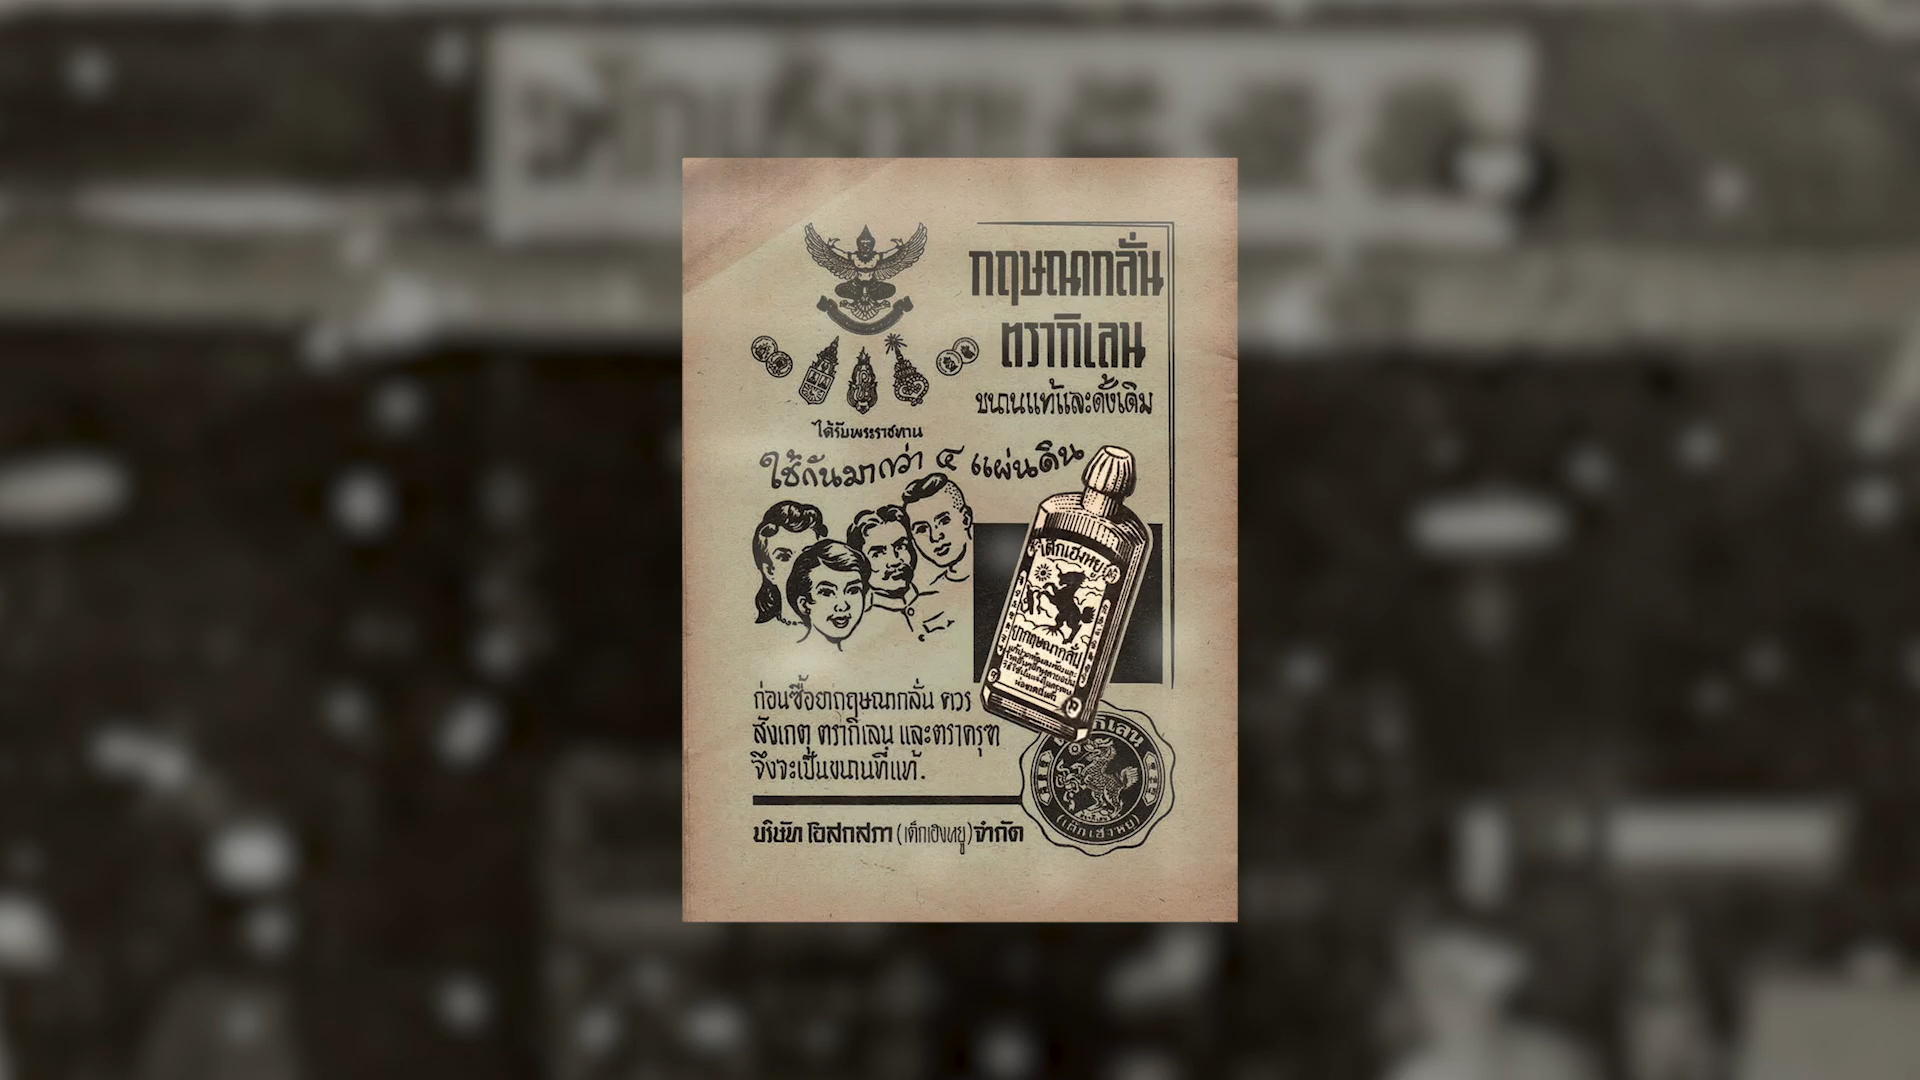 กฤษณากลั่น
ตรากิเลน
ขนานแท้และดั้งเดิม
ได้รับพระราชทาน
ใช้กันมากว่า ๔ แผ่นดิน
เต็กเฮงหยู
ยากฤษณากลั่น
ก่อนซื้อยากฤษณากลั่น ควร
สังเกตุ ตรากิเลน และตราครุฑ
จึงจะเป็นขนานที่แท้.
กิเลน
(เต็กเฮงหยู)
บริษัท โอสถสภา (เต็กเฮงหยู) จำกัด